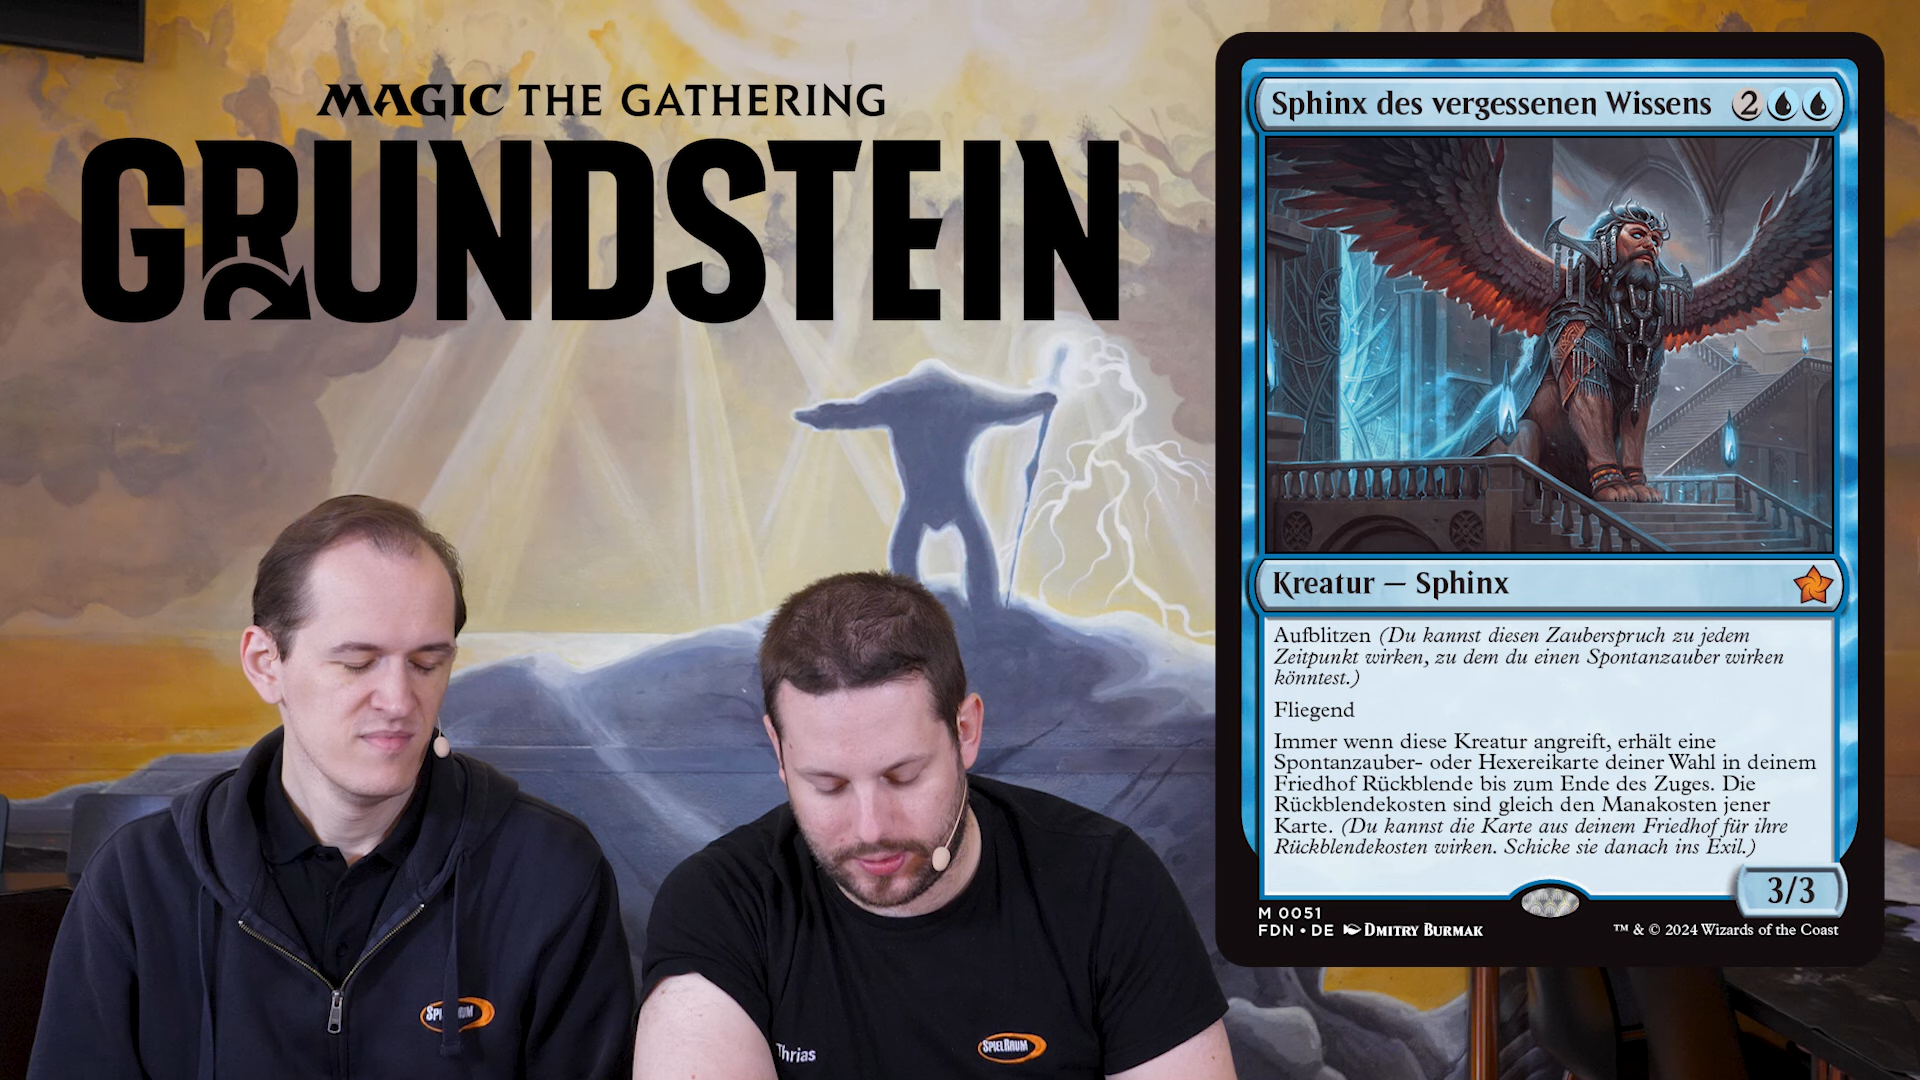 MAGIC THE GATHERING
GRUNDSTEIN
Sphinx des vergessenen Wissens 2
Kreatur — Sphinx
Aufblitzen (Du kannst diesen Zauberspruch zu jedem
Zeitpunkt wirken, zu dem du einen Spontanzauber wirken
könntest.)
Fliegend
Immer wenn diese Kreatur angreift, erhält eine
Spontanzauber- oder Hexereikarte deiner Wahl in deinem
Friedhof Rückblende bis zum Ende des Zuges. Die
Rückblendekosten sind gleich den Manakosten jener
Karte. (Du kannst die Karte aus deinem Friedhof für ihre
Rückblendekosten wirken. Schicke sie danach ins Exil.)
3/3
M 0051
FDN • DE DMITRY BURMAK
™ & © 2024 Wizards of the Coast
Thrias
SPIELRAUM